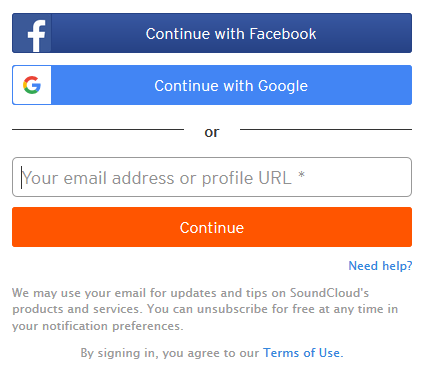 Continue with Facebook
Continue with Google
or
Your email address or profile URL *
Continue
Need help?
We may use your email for updates and tips on SoundCloud's
products and services. You can unsubscribe for free at any time in
your notification preferences.
By signing in, you agree to our Terms of Use.